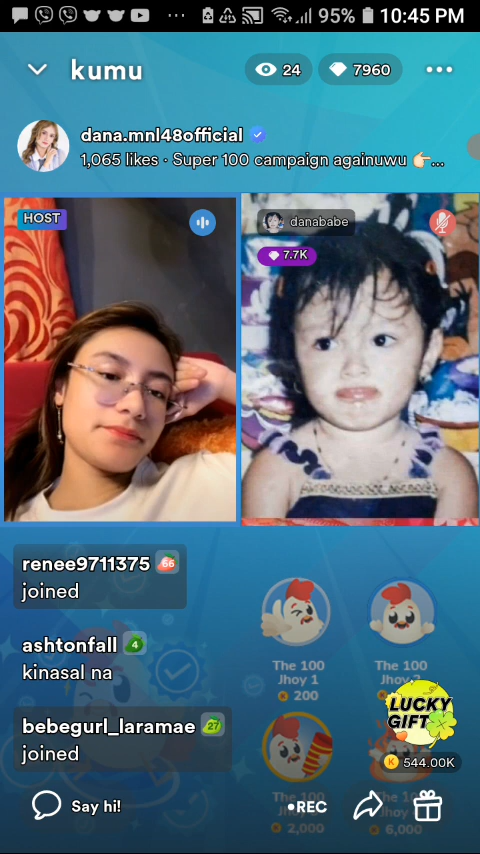 95% 10:45 PM
kumu 24 7960
dana.mnl48official
1,065 likes · Super 100 campaign againuwu 👉🏻...
HOST
danababe
7.7K
renee9711375 66
joined
ashtonfall 4
kinasal na
bebegurl_laramae 27
joined
The 100
Jhoy 1
200
The 100
LUCKY
GIFT
544.00K
2,000
6,000
Say hi!
•REC